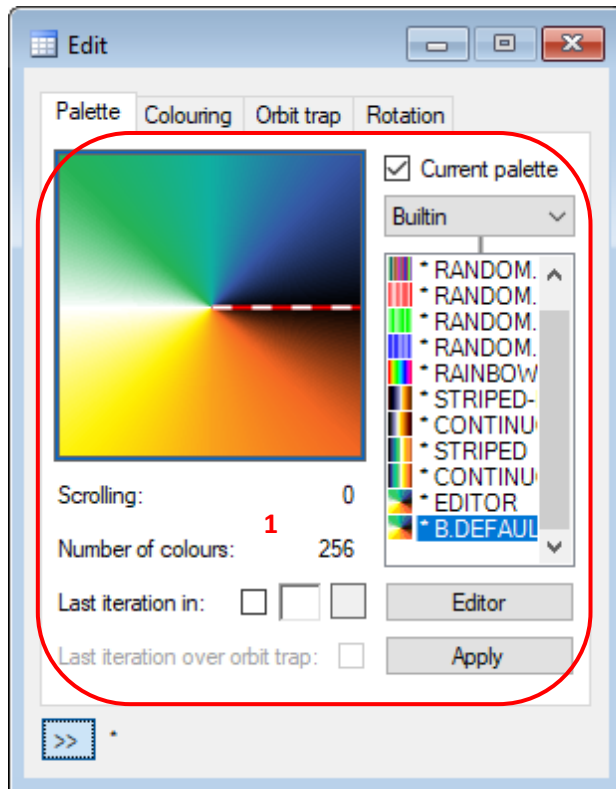 Edit
Palette Colouring Orbit trap Rotation
Current palette
Builtin
* RANDOM.
* RANDOM.
* RANDOM.
* RANDOM.
* RAINBOW
* STRIPED-
* CONTINU
* STRIPED
* CONTINU
* EDITOR
* B.DEFAUL
Scrolling: 0
1
Number of colours: 256
Last iteration in:
Editor
Last iteration over orbit trap:
Apply
>> *